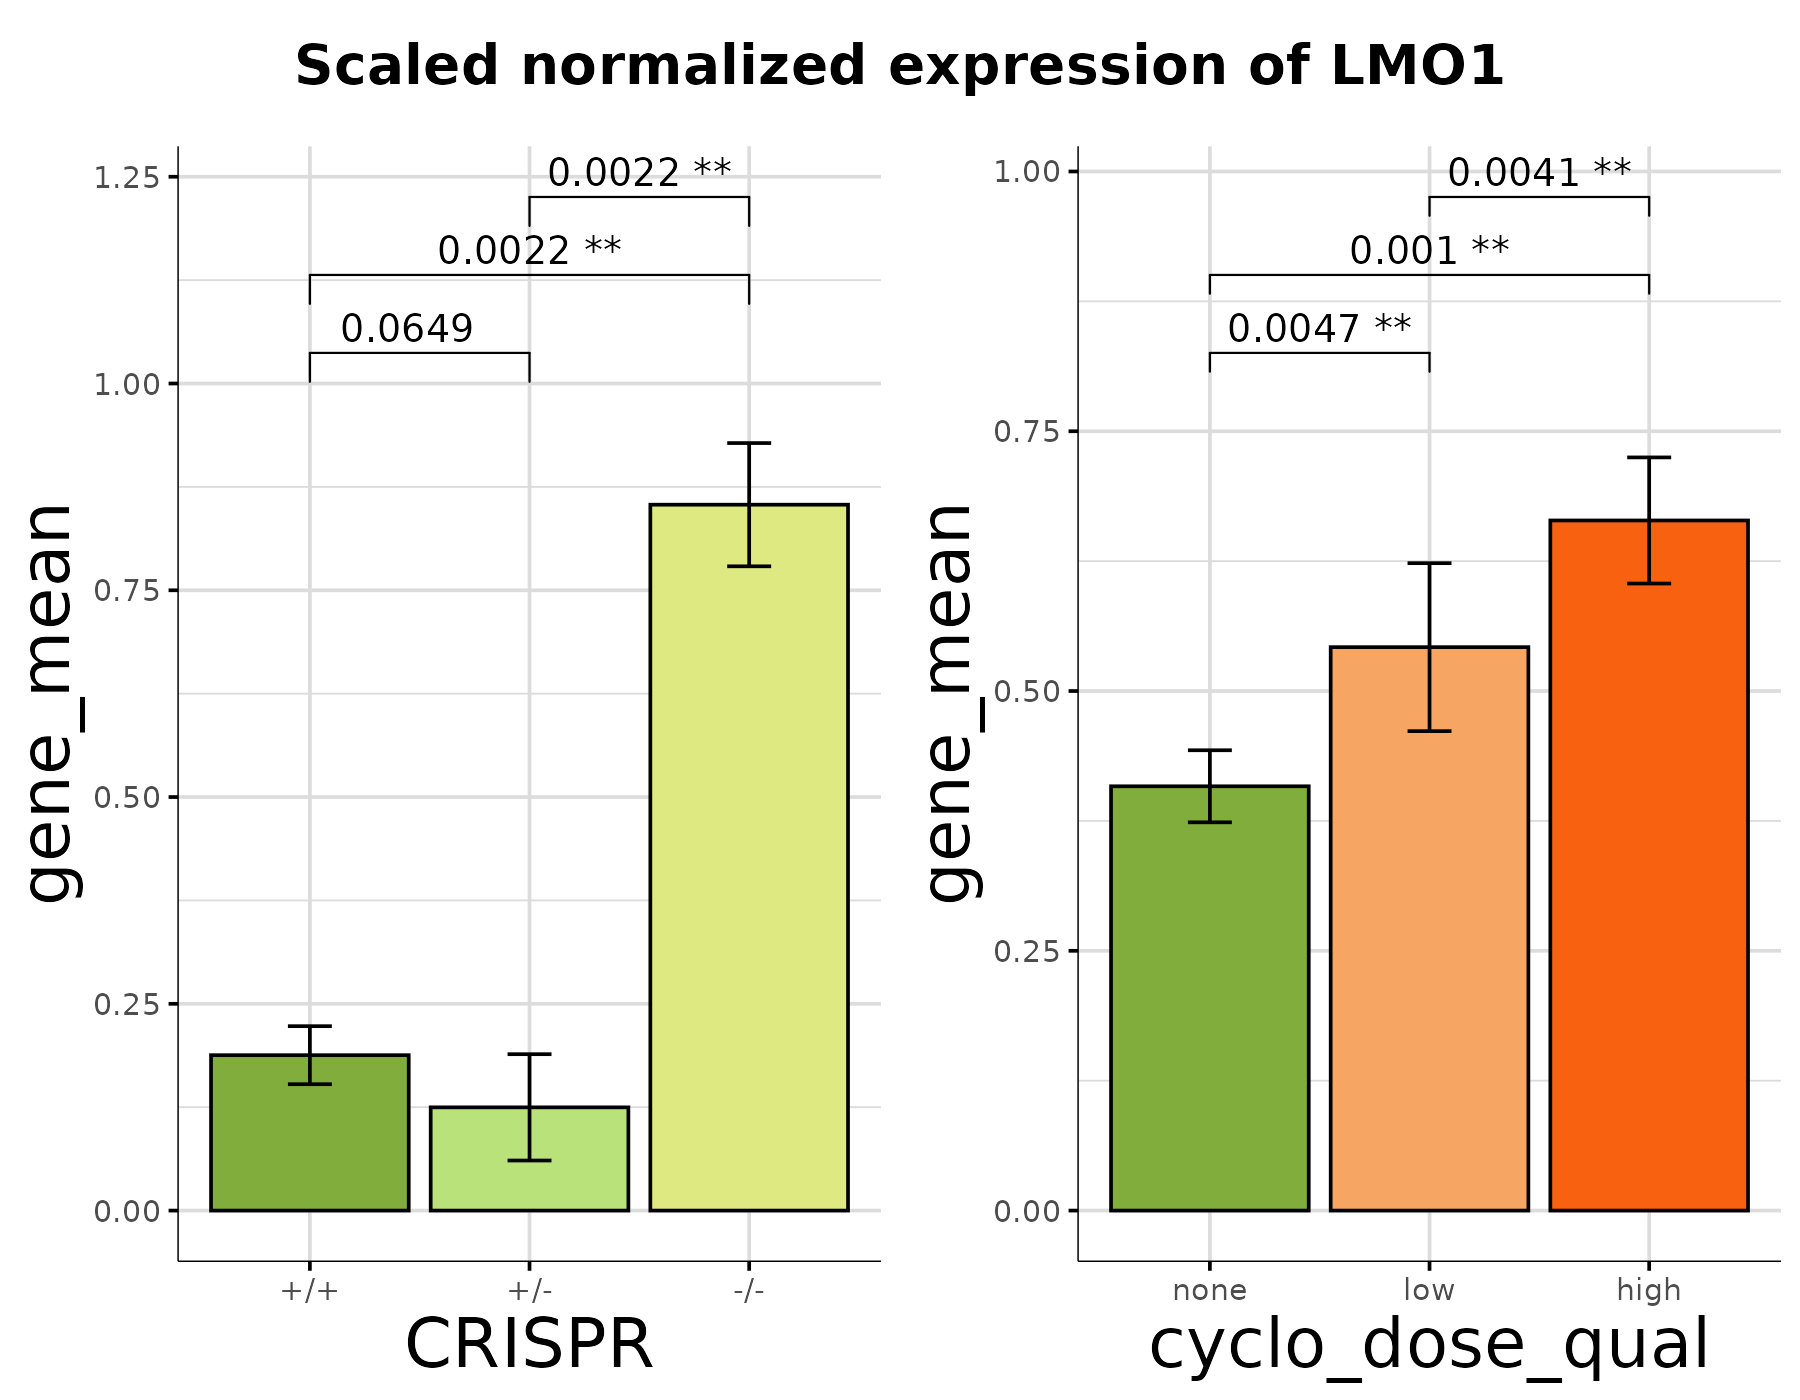 Scaled normalized expression of LMO1
gene_mean
1.25
1.00
0.75
0.50
0.25
0.00
0.0022 **
0.0022 **
0.0649
+/+ +/- -/-
CRISPR
gene_mean
1.00
0.75
0.50
0.25
0.00
0.0041 **
0.001 **
0.0047 **
none low high
cyclo_dose_qual